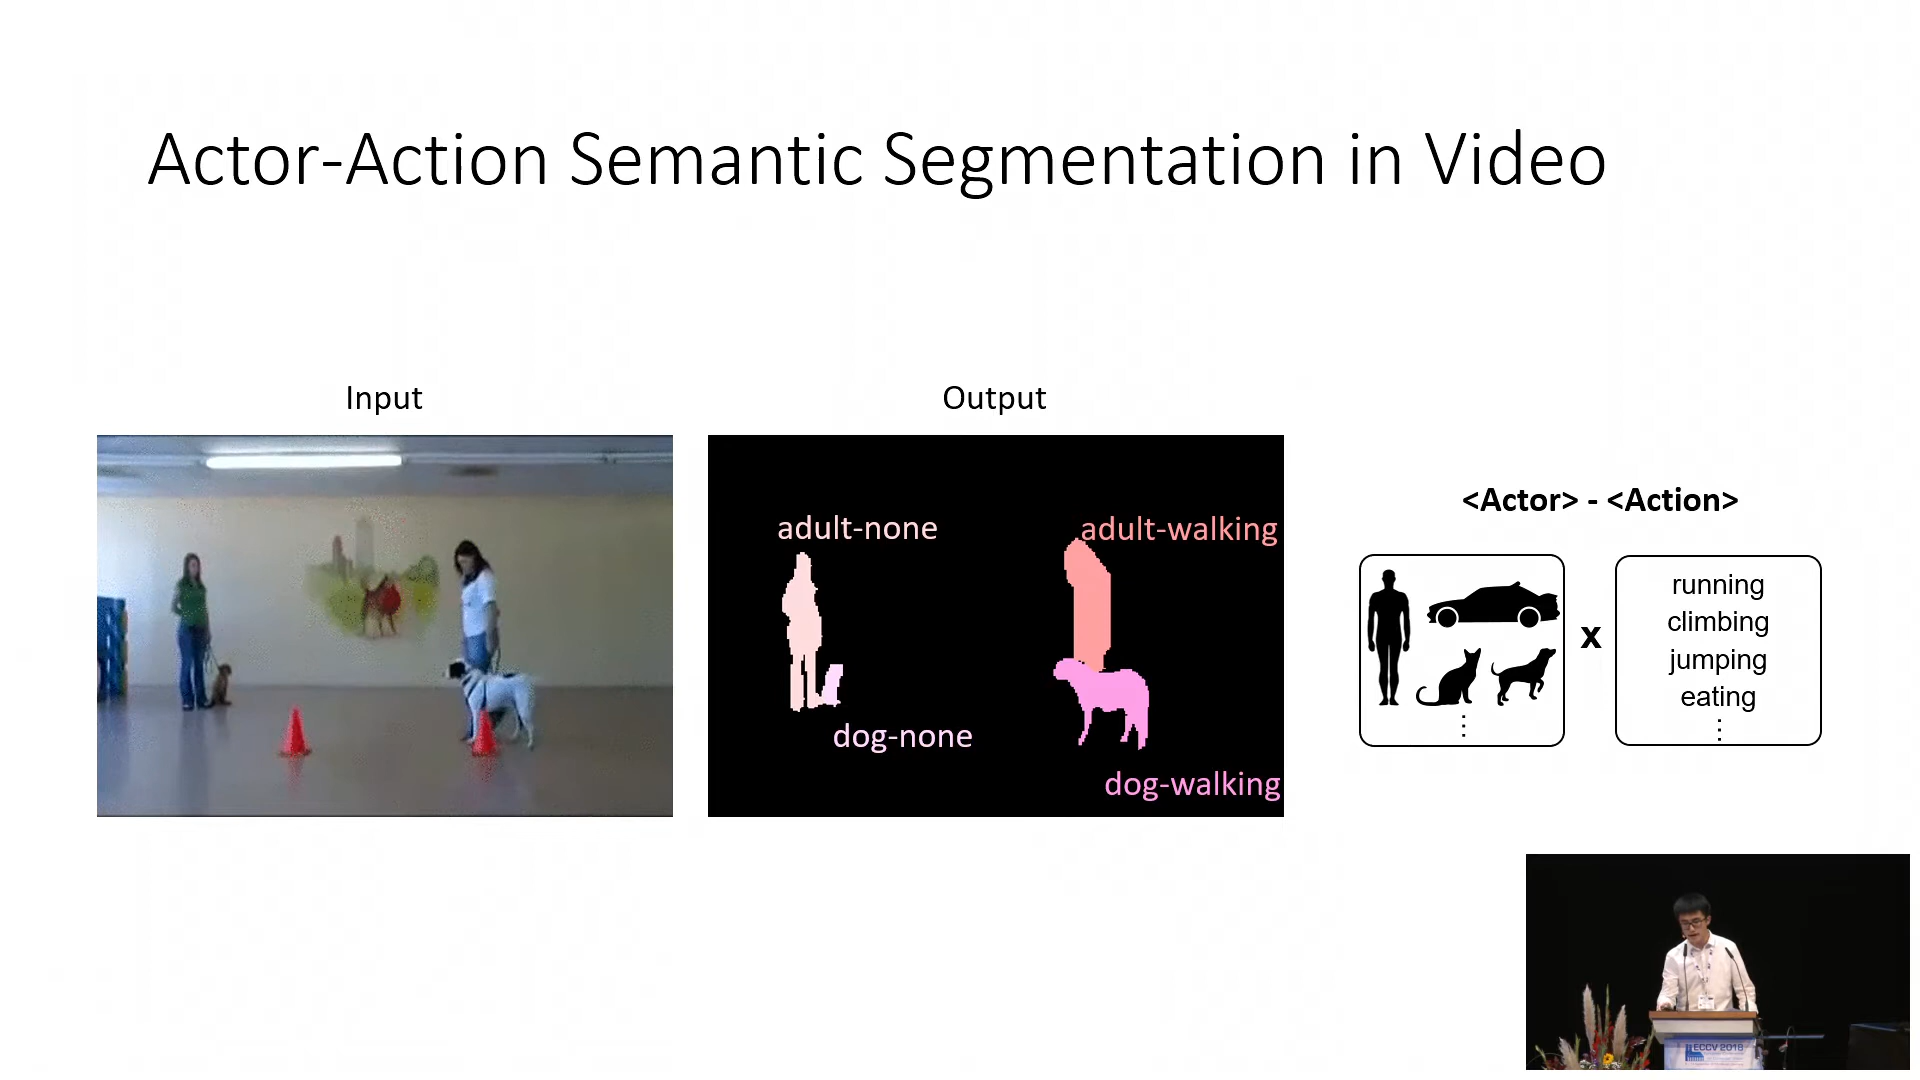 Actor-Action Semantic Segmentation in Video
Input
Output
adult-none
adult-walking
dog-none
dog-walking
<Actor> - <Action>
x
running
climbing
jumping
eating
⋮
⋮
ECCV 2018